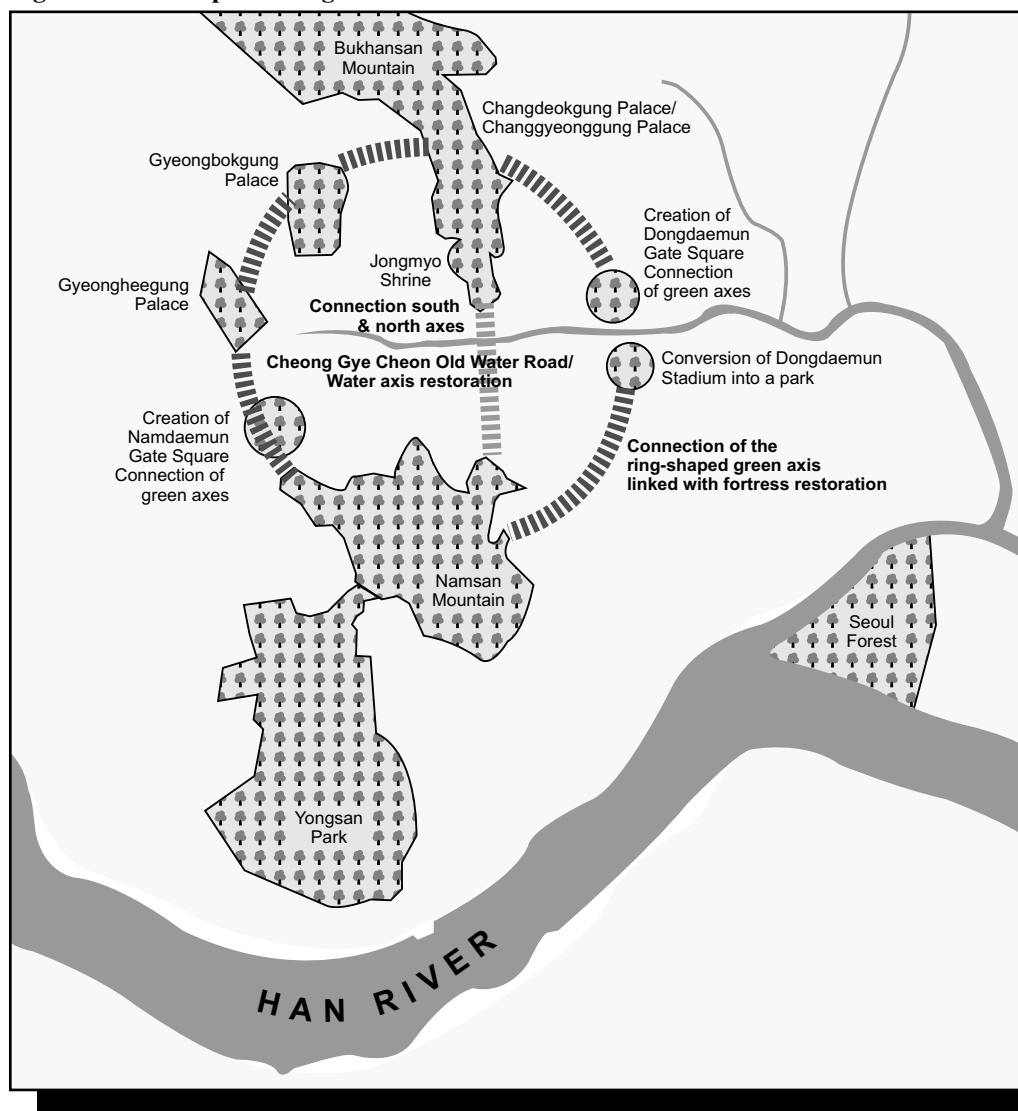 Bukhansan
Mountain
Changdeokgung Palace/
Changgyeonggung Palace
Gyeongbokgung
Palace
Creation of
Dongdaemun
Gate Square
Connection
of green axes
Jongmyo
Shrine
Gyeongheegung
Palace
Connection south
& north axes
Cheong Gye Cheon Old Water Road/
Water axis restoration
Conversion of Dongdaemun
Stadium into a park
Creation of
Namdaemun
Gate Square
Connection of
green axes
Connection of the
ring-shaped green axis
linked with fortress restoration
Namsan
Mountain
Seoul
Forest
Yongsan
Park
HAN RIVER